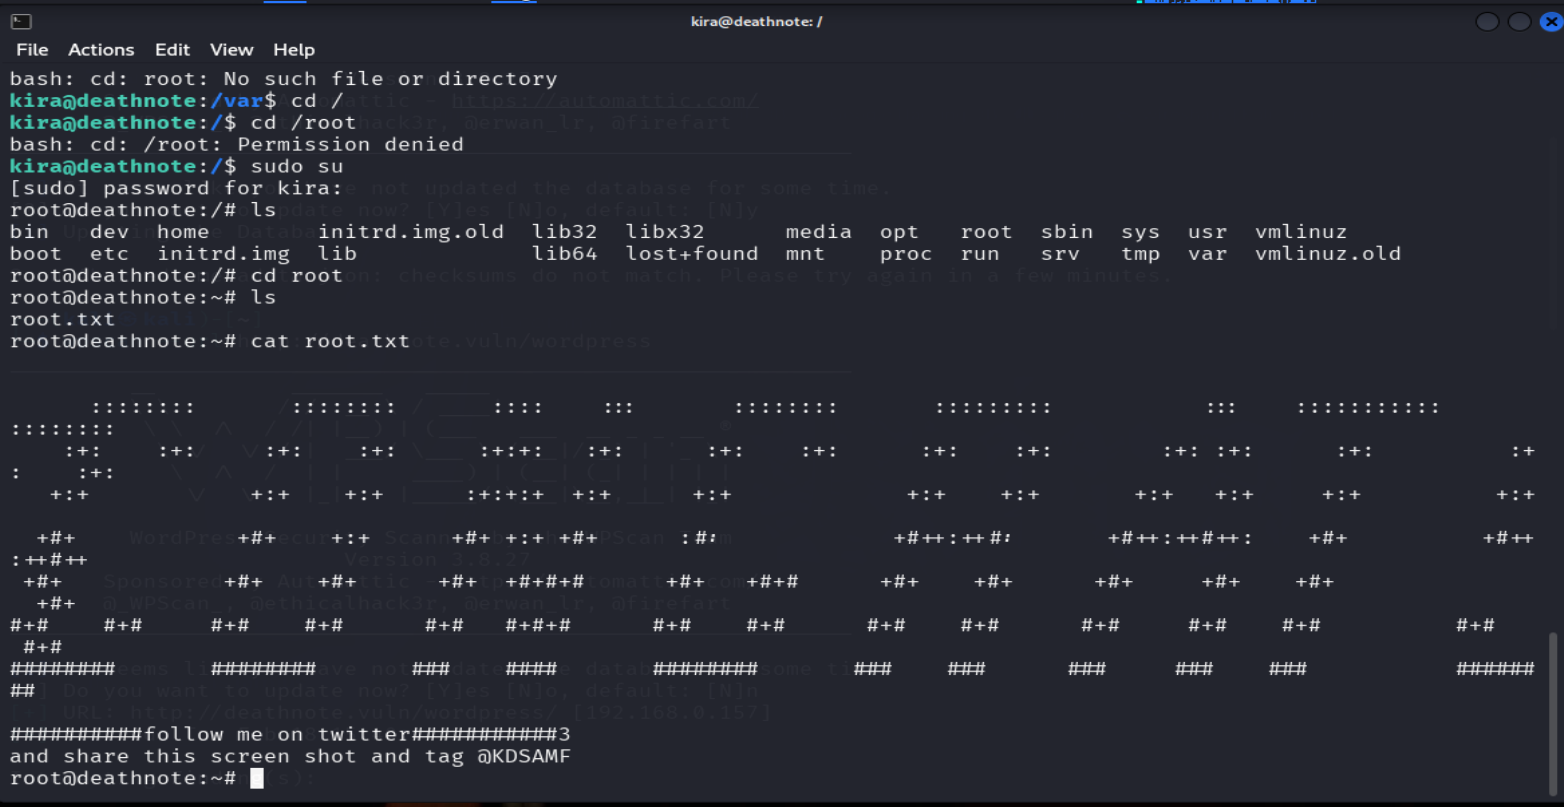 kira@deathnote: /
File Actions Edit View Help
bash: cd: root: No such file or directory
kira@deathnote:/var$ cd /
kira@deathnote:/$ cd /root
bash: cd: /root: Permission denied
kira@deathnote:/$ sudo su
[sudo] password for kira:
root@deathnote:/# ls
bin dev home initrd.img.old lib32 libx32 media opt root sbin sys usr vmlinuz
boot etc initrd.img lib lib64 lost+found mnt proc run srv tmp var vmlinuz.old
root@deathnote:/# cd root
root@deathnote:~# ls
root.txt
root@deathnote:~# cat root.txt
:::::::: :::::::: :::: ::: :::::::: ::::::::: ::: :::::::::::
::::::::
:+: :+: :+: :+: :+:+: :+: :+: :+: :+: :+: :+: :+: :+: :+
: :+:
+:+ +:+ +:+ :+:+:+ +:+ +:+ +:+ +:+ +:+ +:+ +:+ +:+
+#+ +#+ +:+ +#+ +:+ +#+ :#: +#++:++#: +#++:++#++: +#+ +#++
:++#++
+#+ +#+ +#+ +#+ +#+#+# +#+ +#+# +#+ +#+ +#+ +#+ +#+
+#+
#+# #+# #+# #+# #+# #+#+# #+# #+# #+# #+# #+# #+# #+# #+#
#+#
######## ######## ### #### ######## ### ### ### ### ### ######
##
##########follow me on twitter###########3
and share this screen shot and tag @KDSAMF
root@deathnote:~#